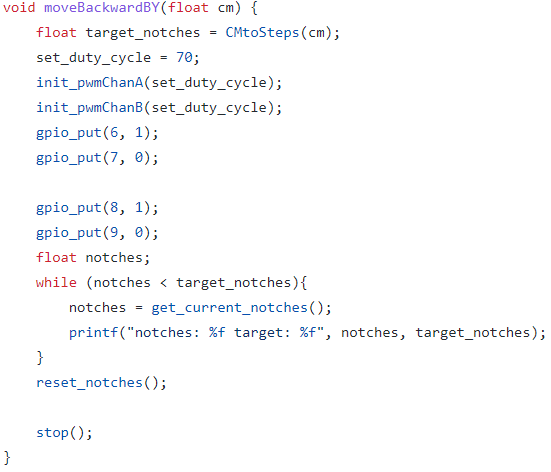 void moveBackwardBY(float cm) {
    float target_notches = CMtoSteps(cm);
    set_duty_cycle = 70;
    init_pwmChanA(set_duty_cycle);
    init_pwmChanB(set_duty_cycle);
    gpio_put(6, 1);
    gpio_put(7, 0);

    gpio_put(8, 1);
    gpio_put(9, 0);
    float notches;
    while (notches < target_notches){
        notches = get_current_notches();
        printf("notches: %f target: %f", notches, target_notches);
    }
    reset_notches();

    stop();
}